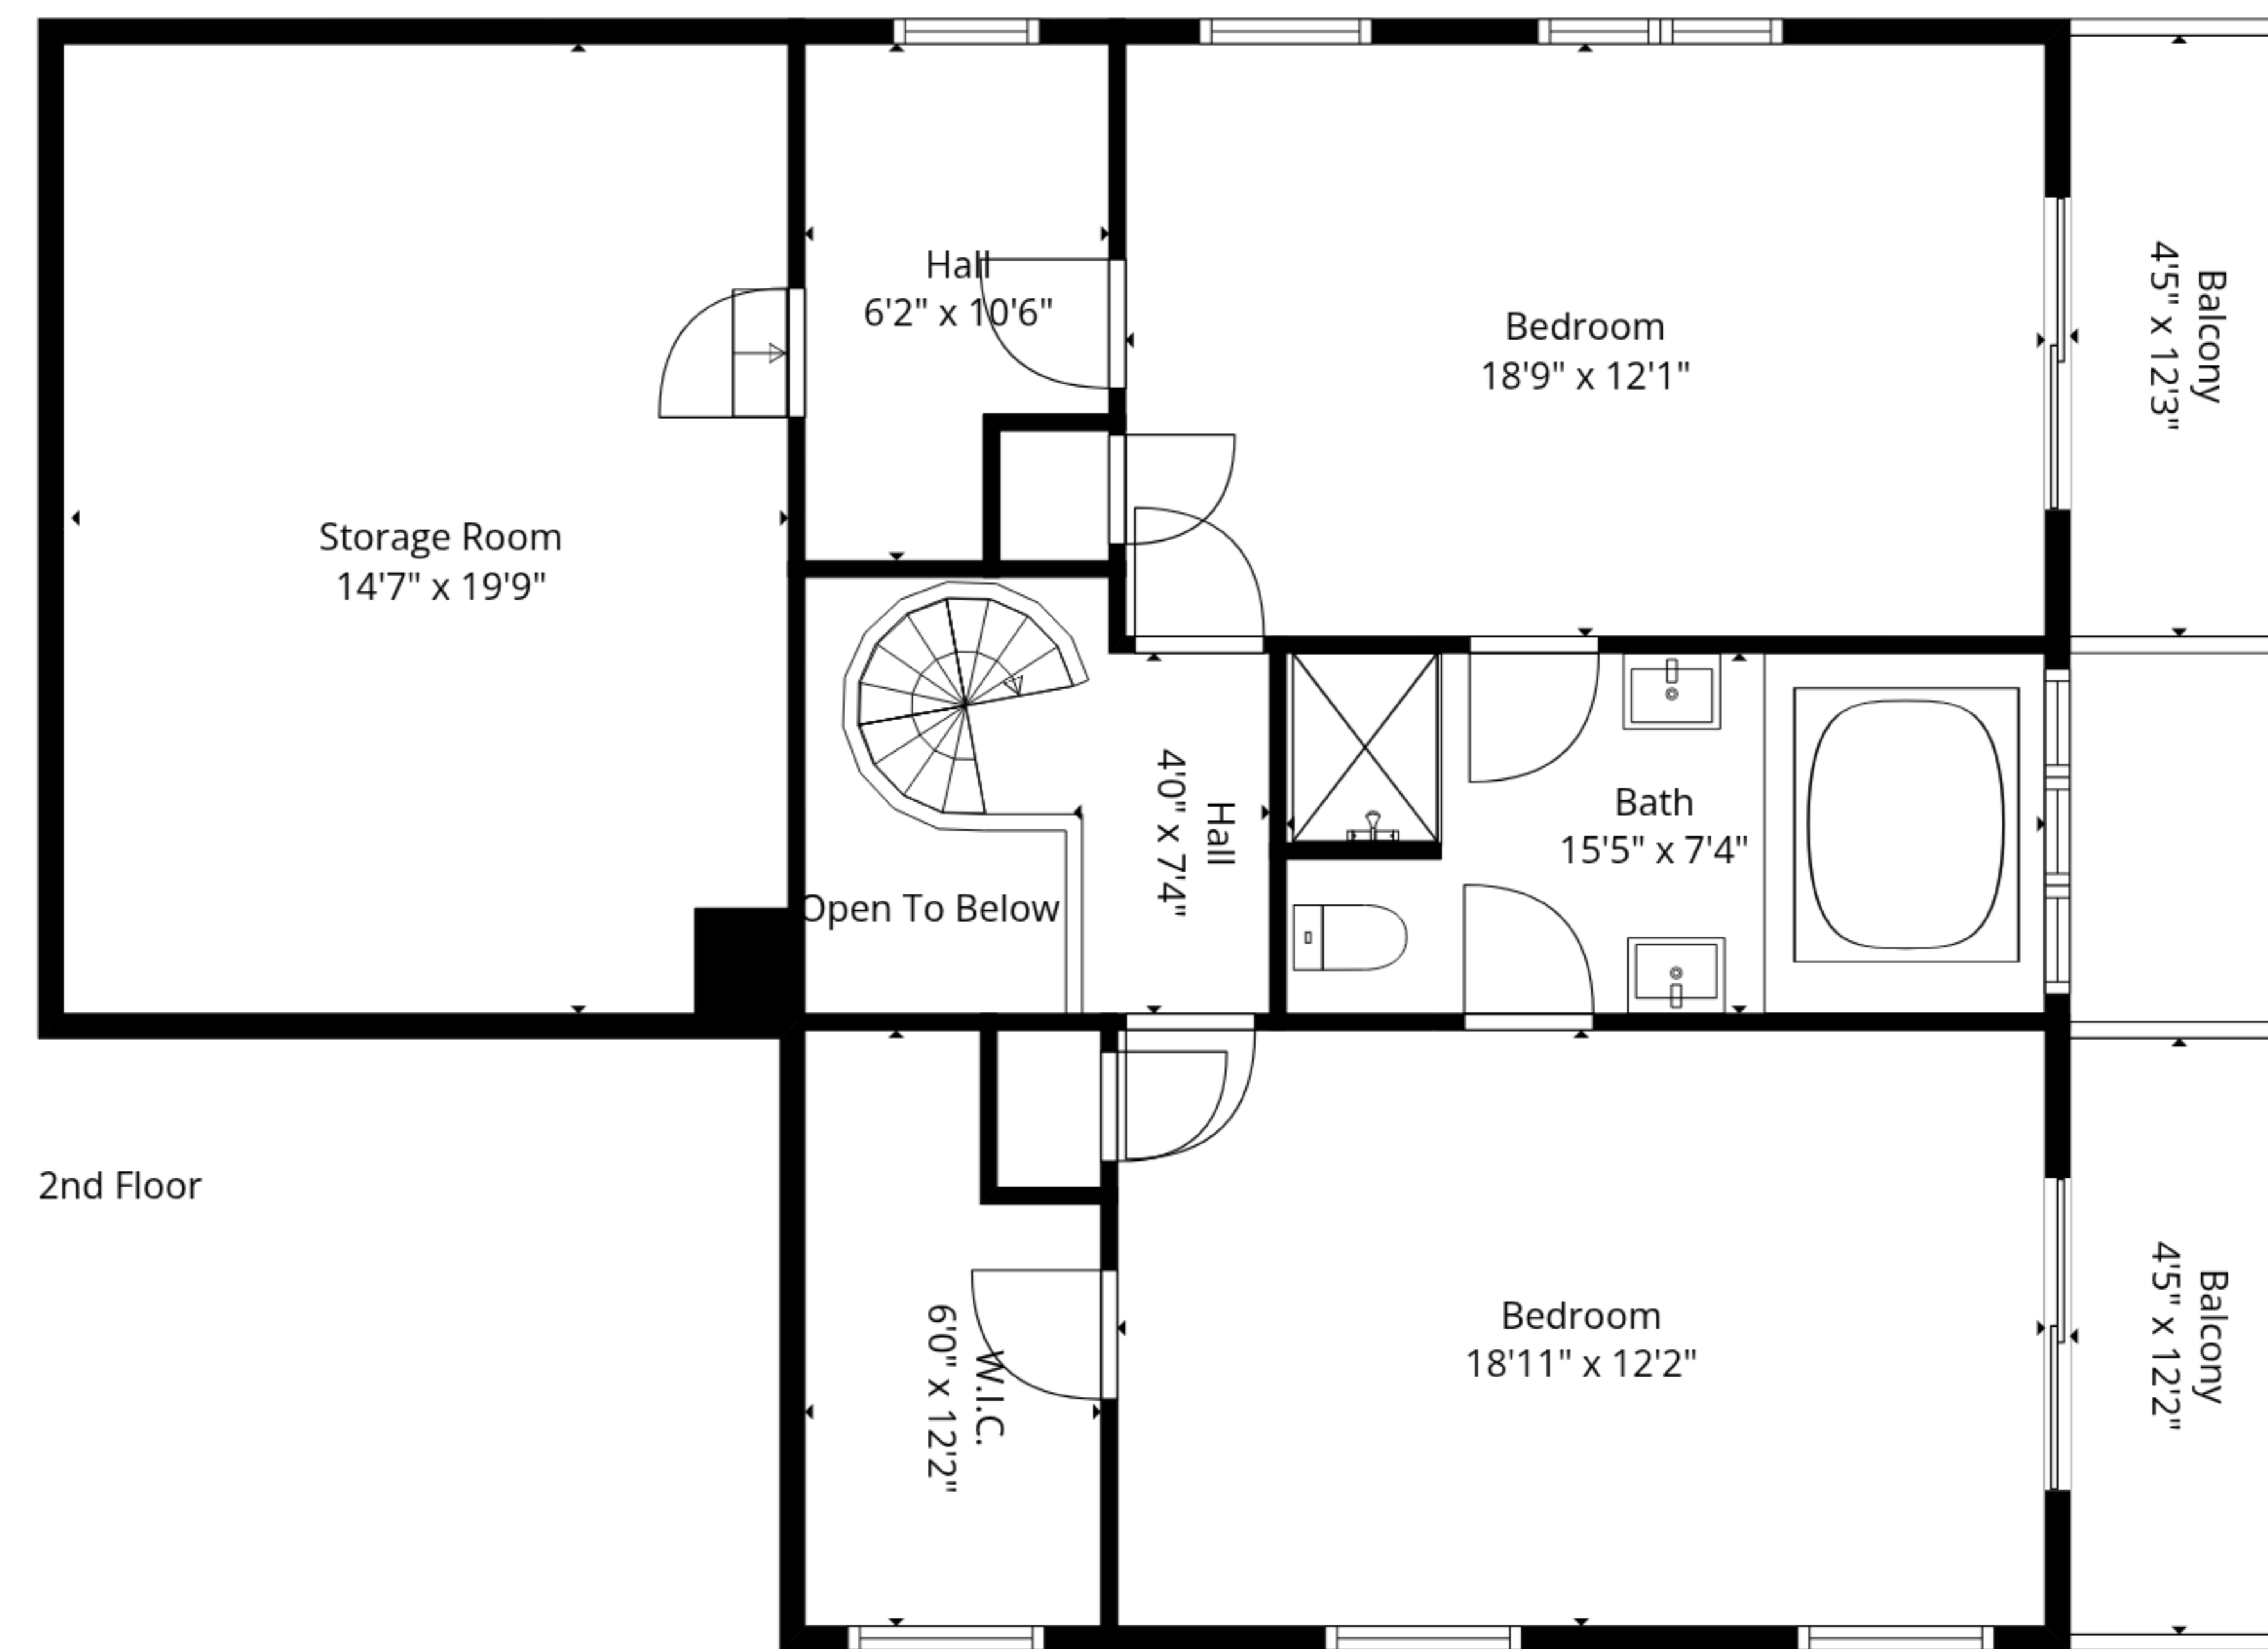 Hall
6'2" x 10'6"
Bedroom
18'9" x 12'1"
Balcony
4'5" x 12'3"
Storage Room
14'7" x 19'9"
Hall
4'0" x 7'4"
Bath
15'5" x 7'4"
Open To Below
2nd Floor
W.I.C.
6'0" x 12'2"
Bedroom
18'11" x 12'2"
Balcony
4'5" x 12'2"